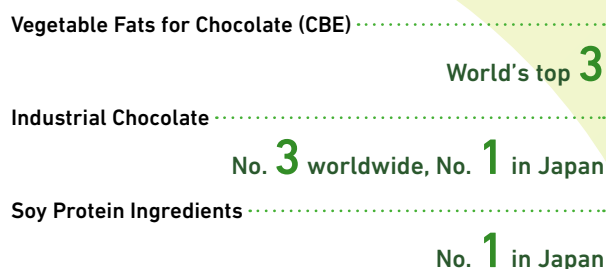 Vegetable Fats for Chocolate (CBE)
World's top 3
Industrial Chocolate
No. 3 worldwide, No. 1 in Japan
Soy Protein Ingredients
No. 1 in Japan